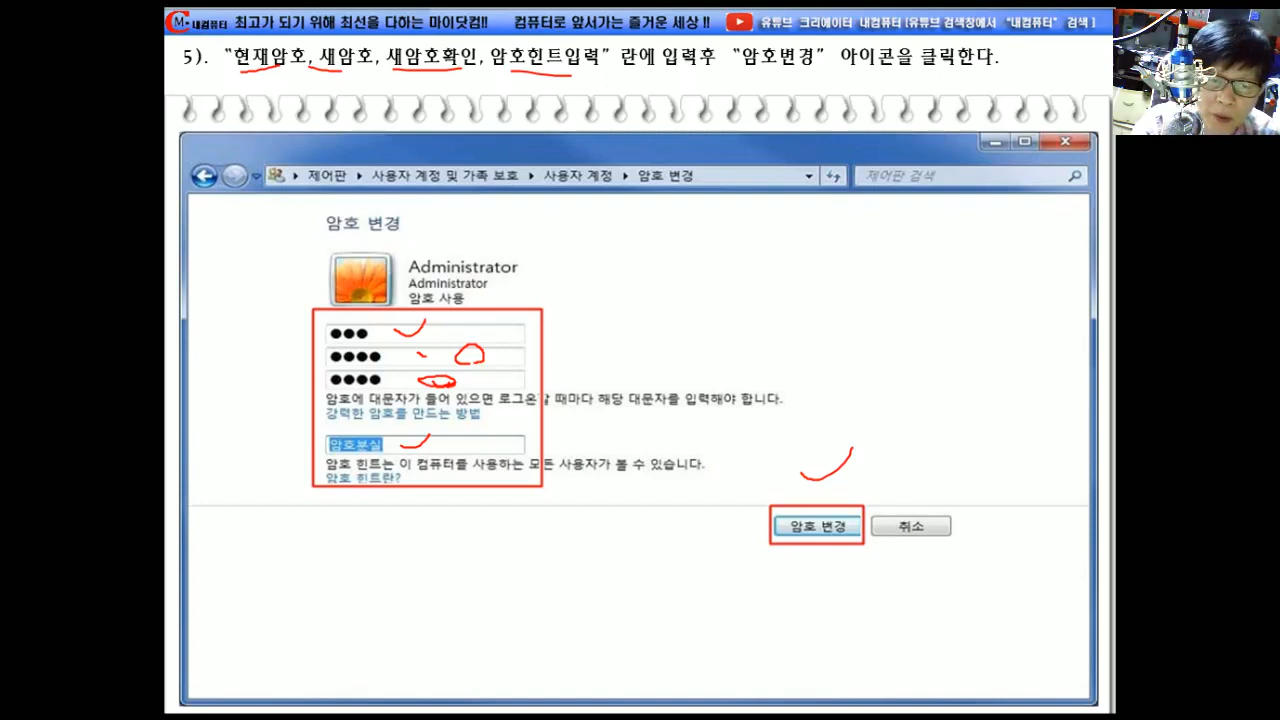 C M- 내컴퓨터 최고가 되기 위해 최선을 다하는 마이닷컴!! 컴퓨터로 앞서가는 즐거운 세상 !! 유튜브 크리에이터 내컴퓨터 [유튜브 검색창에서 "내컴퓨터" 검색 ]
5). “현재암호, 새암호, 새암호확인, 암호힌트입력” 란에 입력후 “암호변경” 아이콘을 클릭한다.
제어판 사용자 계정 및 가족 보호 사용자 계정 암호 변경 제어판 검색
암호 변경
Administrator
Administrator
암호 사용
암호에 대문자가 들어 있으면 로그온할 때마다 해당 대문자를 입력해야 합니다.
강력한 암호를 만드는 방법
암호분실
암호 힌트는 이 컴퓨터를 사용하는 모든 사용자가 볼 수 있습니다.
암호 힌트란?
암호 변경 취소